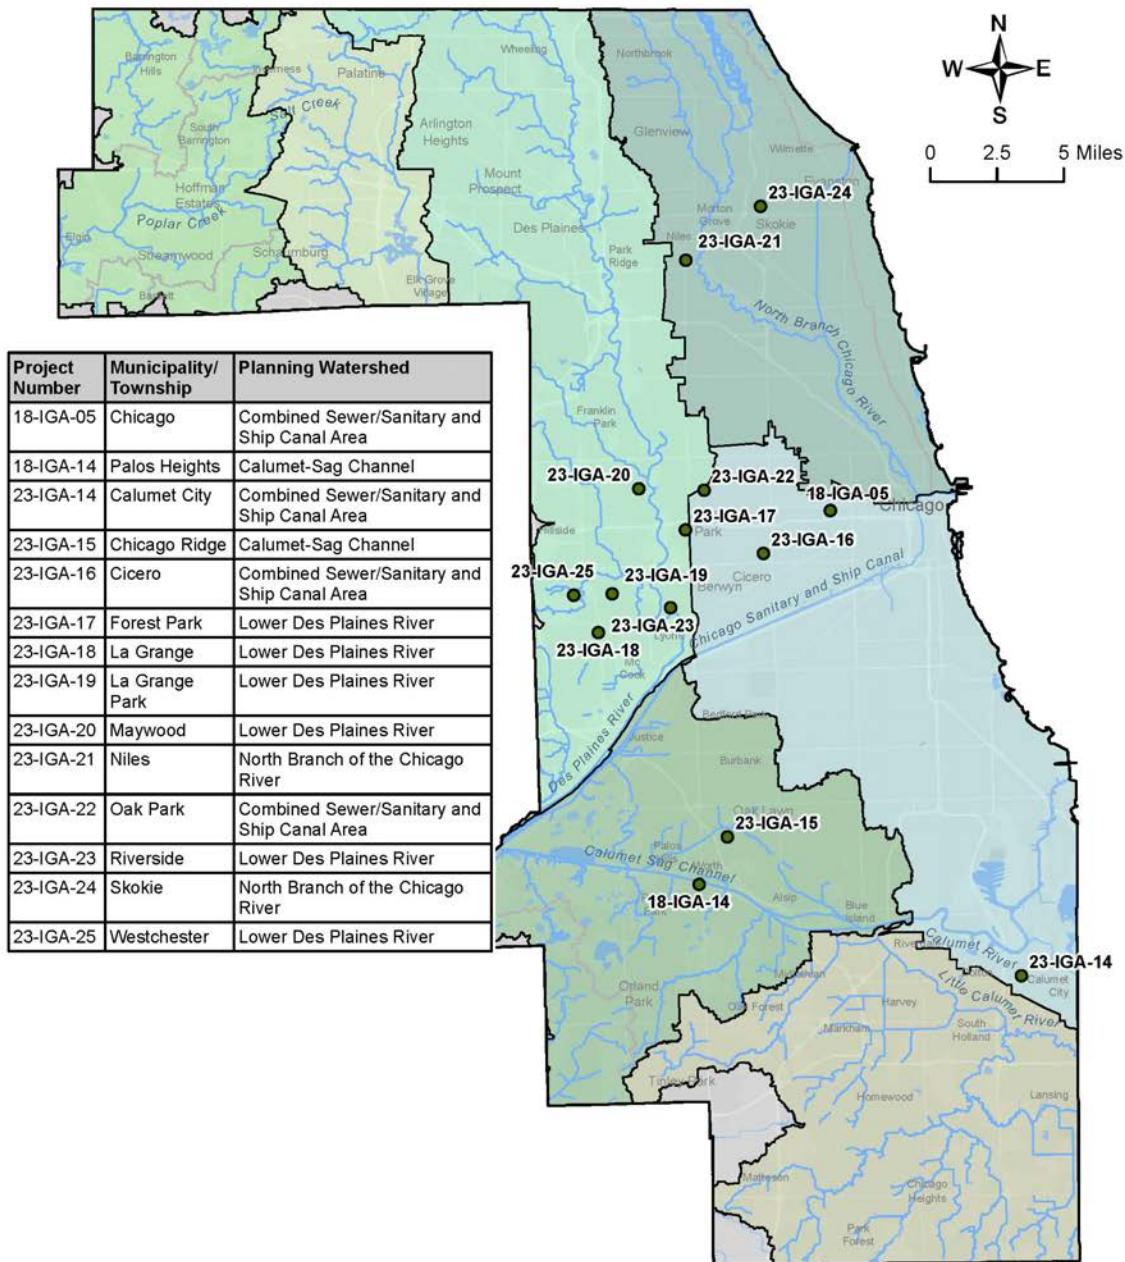 N
W E
S
0 2.5 5 Miles
Barrington
Hills
Inverness
Palatine
Wheeling
Northbrook
Salt Creek
South
Barrington
Arlington
Heights
Glenview
Wilmette
Hoffman
Estates
Mount
Prospect
Evanston
23-IGA-24
Poplar Creek
Morton
Grove
Skokie
Elgin
Streamwood
Schaumburg
Des Plaines
Niles
23-IGA-21
Park
Ridge
Elk Grove
Village
Bartlett
North Branch Chicago River
Project
Number
Municipality/
Township
Planning Watershed
18-IGA-05 Chicago Combined Sewer/Sanitary and
Ship Canal Area
18-IGA-14 Palos Heights Calumet-Sag Channel
23-IGA-14 Calumet City Combined Sewer/Sanitary and
Ship Canal Area
23-IGA-15 Chicago Ridge Calumet-Sag Channel
23-IGA-16 Cicero Combined Sewer/Sanitary and
Ship Canal Area
23-IGA-17 Forest Park Lower Des Plaines River
23-IGA-18 La Grange Lower Des Plaines River
23-IGA-19 La Grange
Park
Lower Des Plaines River
23-IGA-20 Maywood Lower Des Plaines River
23-IGA-21 Niles North Branch of the Chicago
River
23-IGA-22 Oak Park Combined Sewer/Sanitary and
Ship Canal Area
23-IGA-23 Riverside Lower Des Plaines River
23-IGA-24 Skokie North Branch of the Chicago
River
23-IGA-25 Westchester Lower Des Plaines River
Franklin
Park
23-IGA-20
23-IGA-22
18-IGA-05
Chicago
23-IGA-17
Hillside
Park
23-IGA-16
23-IGA-25
23-IGA-19
Cicero
Berwyn
Chicago Sanitary and Ship Canal
23-IGA-23
Lyons
23-IGA-18
Mc
Cook
Des Plaines River
Bedford Park
Justice
Burbank
Oak Lawn
23-IGA-15
Palos
Worth
Calumet Sag Channel
18-IGA-14
Park
Alsip
Blue
Island
Calumet River
Riverdale
Dolton
23-IGA-14
Calumet
City
Little Calumet River
Midlothian
Orland
Park
Oak Forest
Harvey
Markham
South
Holland
Tinley Park
Homewood
Lansing
Matteson
Chicago
Heights
Park
Forest